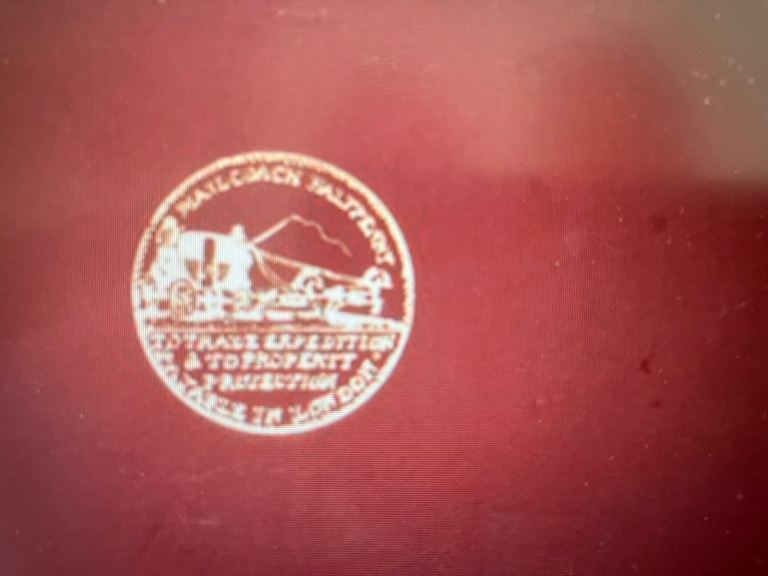 MAIL COACH HALFPENNY
TO TRADE EXPEDITION
& TO PROPERTY
PROTECTION
PAYABLE IN LONDON